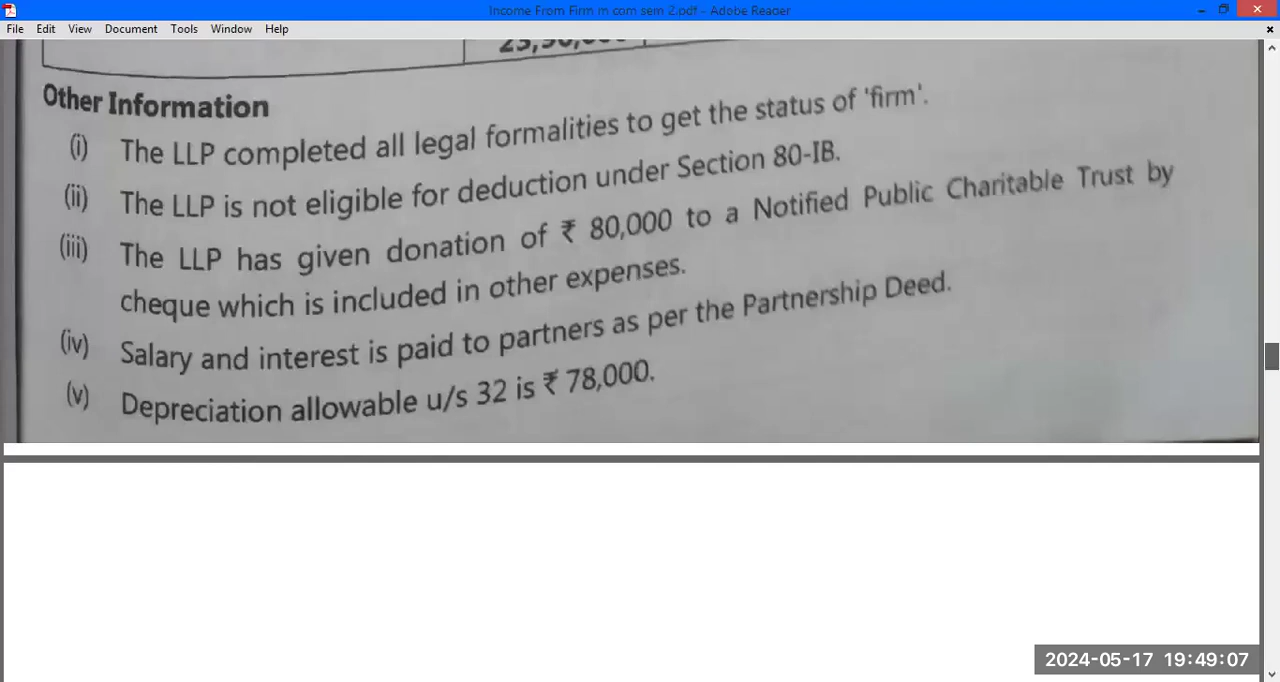 Income From Firm m com sem 2.pdf - Adobe Reader
File Edit View Document Tools Window Help
Other Information
(i) The LLP completed all legal formalities to get the status of 'firm'.
(ii) The LLP is not eligible for deduction under Section 80-IB.
(iii) The LLP has given donation of ₹ 80,000 to a Notified Public Charitable Trust by
cheque which is included in other expenses.
(iv) Salary and interest is paid to partners as per the Partnership Deed.
(v) Depreciation allowable u/s 32 is ₹ 78,000.
2024-05-17 19:49:07